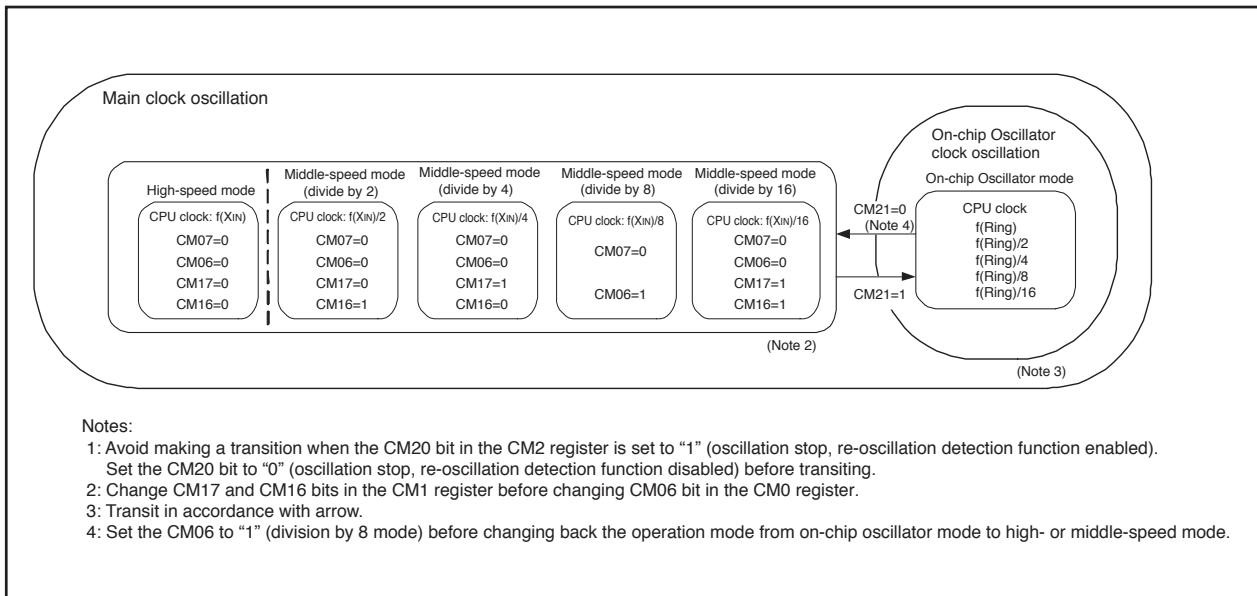 Main clock oscillation
On-chip Oscillator
clock oscillation
High-speed mode
CPU clock: f(XIN)
CM07=0
CM06=0
CM17=0
CM16=0
Middle-speed mode
(divide by 2)
CPU clock: f(XIN)/2
CM07=0
CM06=0
CM17=0
CM16=1
Middle-speed mode
(divide by 4)
CPU clock: f(XIN)/4
CM07=0
CM06=0
CM17=1
CM16=0
Middle-speed mode
(divide by 8)
CPU clock: f(XIN)/8
CM07=0
CM06=1
Middle-speed mode
(divide by 16)
CPU clock: f(XIN)/16
CM07=0
CM06=0
CM17=1
CM16=1
CM21=0
(Note 4)
CM21=1
On-chip Oscillator mode
CPU clock
f(Ring)
f(Ring)/2
f(Ring)/4
f(Ring)/8
f(Ring)/16
(Note 2)
(Note 3)
Notes:
1: Avoid making a transition when the CM20 bit in the CM2 register is set to “1” (oscillation stop, re-oscillation detection function enabled).
Set the CM20 bit to “0” (oscillation stop, re-oscillation detection function disabled) before transiting.
2: Change CM17 and CM16 bits in the CM1 register before changing CM06 bit in the CM0 register.
3: Transit in accordance with arrow.
4: Set the CM06 to “1” (division by 8 mode) before changing back the operation mode from on-chip oscillator mode to high- or middle-speed mode.